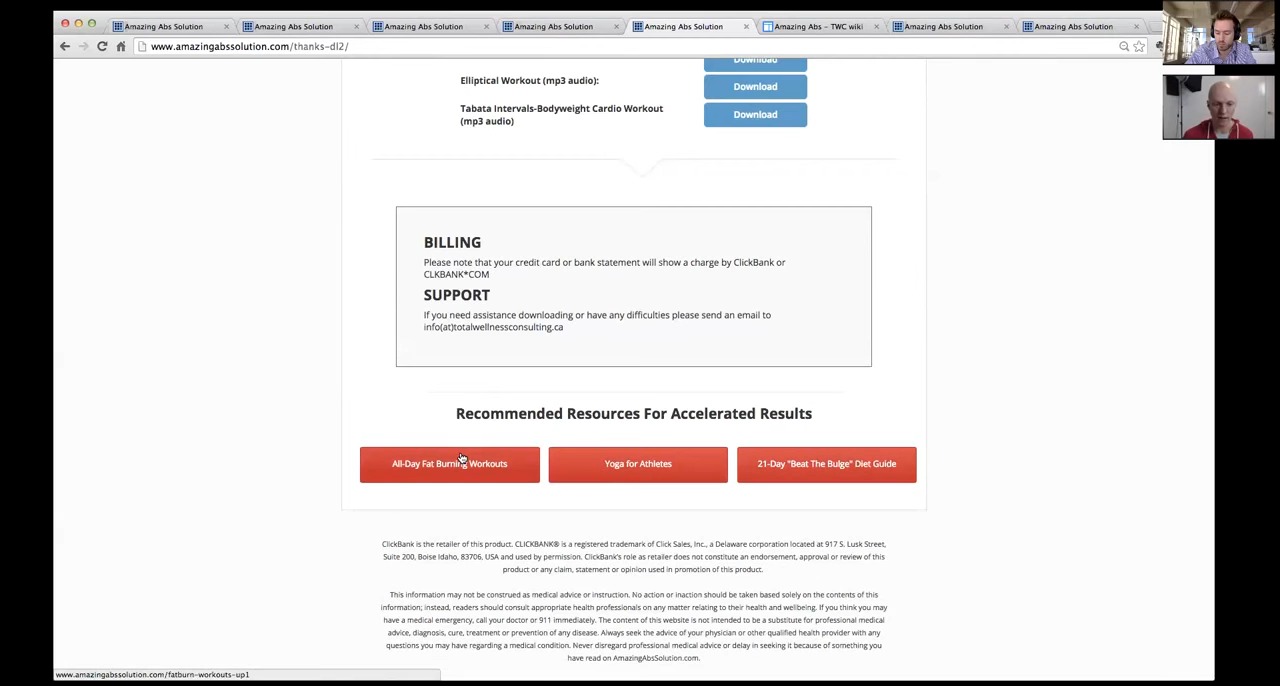 Amazing Abs Solution
Amazing Abs Solution
Amazing Abs Solution
Amazing Abs Solution
Amazing Abs Solution
Amazing Abs – TWC wiki
Amazing Abs Solution
Amazing Abs Solution
www.amazingabssolution.com/thanks-dl2/
Download
Elliptical Workout (mp3 audio):
Download
Tabata Intervals-Bodyweight Cardio Workout
(mp3 audio)
Download
BILLING
Please note that your credit card or bank statement will show a charge by ClickBank or
CLKBANK*COM
SUPPORT
If you need assistance downloading or have any difficulties please send an email to
info(at)totalwellnessconsulting.ca
Recommended Resources For Accelerated Results
All-Day Fat Burning Workouts
Yoga for Athletes
21-Day "Beat The Bulge" Diet Guide
ClickBank is the retailer of this product. CLICKBANK® is a registered trademark of Click Sales, Inc., a Delaware corporation located at 917 S. Lusk Street,
Suite 200, Boise Idaho, 83706, USA and used by permission. ClickBank's role as retailer does not constitute an endorsement, approval or review of this
product or any claim, statement or opinion used in promotion of this product.
This information may not be construed as medical advice or instruction. No action or inaction should be taken based solely on the contents of this
information; instead, readers should consult appropriate health professionals on any matter relating to their health and wellbeing. If you think you may
have a medical emergency, call your doctor or 911 immediately. The content of this website is not intended to be a substitute for professional medical
advice, diagnosis, cure, treatment or prevention of any disease. Always seek the advice of your physician or other qualified health provider with any
questions you may have regarding a medical condition. Never disregard professional medical advice or delay in seeking it because of something you
have read on AmazingAbsSolution.com.
www.amazingabssolution.com/fatburn-workouts-up1